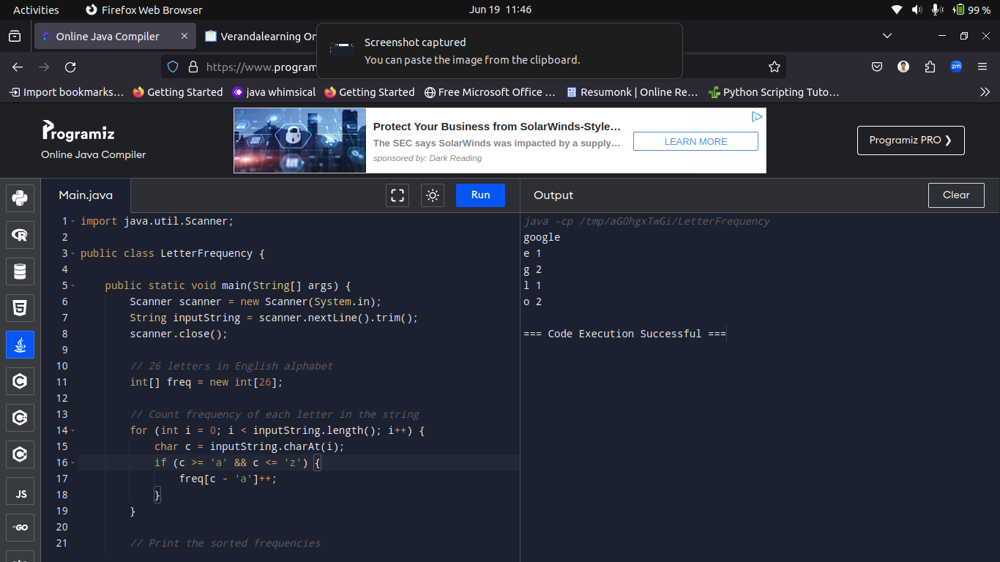 Activities
Firefox Web Browser
Jun 19 11:46
99 %
Online Java Compiler
Verandalearning On
Screenshot captured
You can paste the image from the clipboard.
https://www.program
zm
Import bookmarks…
Getting Started
java whimsical
Getting Started
Free Microsoft Office …
Resumonk | Online Re…
Python Scripting Tuto…
Programiz
Online Java Compiler
Protect Your Business from SolarWinds-Style…
The SEC says SolarWinds was impacted by a supply…
sponsored by: Dark Reading
LEARN MORE
Programiz PRO ❯
Main.java
Run
Output
Clear
1 import java.util.Scanner;
2
3 public class LetterFrequency {
4
5 public static void main(String[] args) {
6 Scanner scanner = new Scanner(System.in);
7 String inputString = scanner.nextLine().trim();
8 scanner.close();
9
10 // 26 letters in English alphabet
11 int[] freq = new int[26];
12
13 // Count frequency of each letter in the string
14 for (int i = 0; i < inputString.length(); i++) {
15 char c = inputString.charAt(i);
16 if (c >= 'a' && c <= 'z') {
17 freq[c - 'a']++;
18 }
19 }
20
21 // Print the sorted frequencies
java -cp /tmp/aGOhgxTwGi/LetterFrequency
google
e 1
g 2
l 1
o 2
=== Code Execution Successful ===
R
5
C
C
C
JS
GO